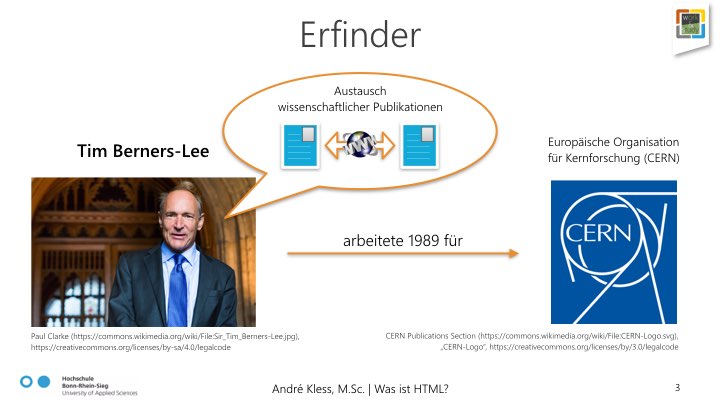 Erfinder
Austausch
wissenschaftlicher Publikationen
WWW
Tim Berners-Lee
Europäische Organisation
für Kernforschung (CERN)
arbeitete 1989 für
CERN
Paul Clarke (https://commons.wikimedia.org/wiki/File:Sir_Tim_Berners-Lee.jpg),
https://creativecommons.org/licenses/by-sa/4.0/legalcode
CERN Publications Section (https://commons.wikimedia.org/wiki/File:CERN-Logo.svg),
„CERN-Logo“, https://creativecommons.org/licenses/by/3.0/legalcode
Hochschule
Bonn-Rhein-Sieg
University of Applied Sciences
André Kless, M.Sc. | Was ist HTML?
3